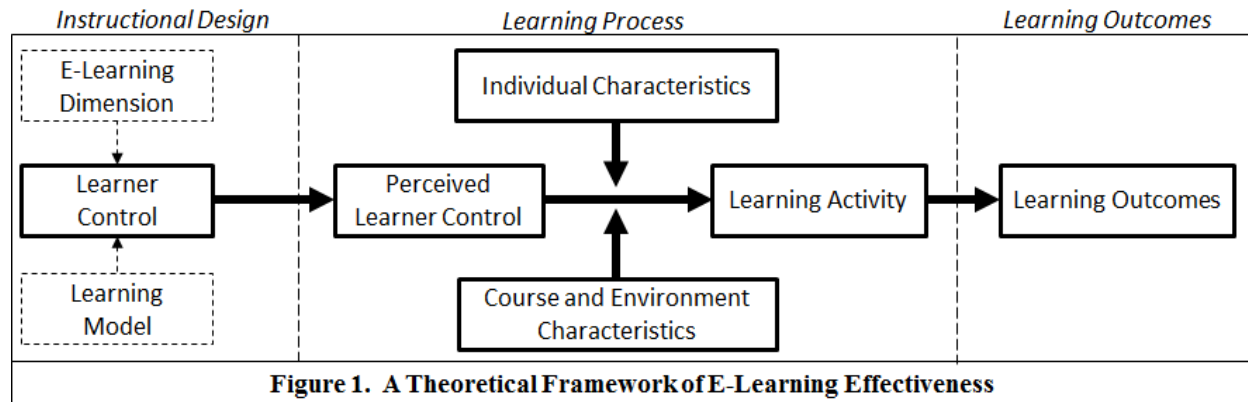 Instructional Design
Learning Process
Learning Outcomes
E-Learning
Dimension
Individual Characteristics
Learner
Control
Perceived
Learner Control
Learning Activity
Learning Outcomes
Learning
Model
Course and Environment
Characteristics
Figure 1. A Theoretical Framework of E-Learning Effectiveness